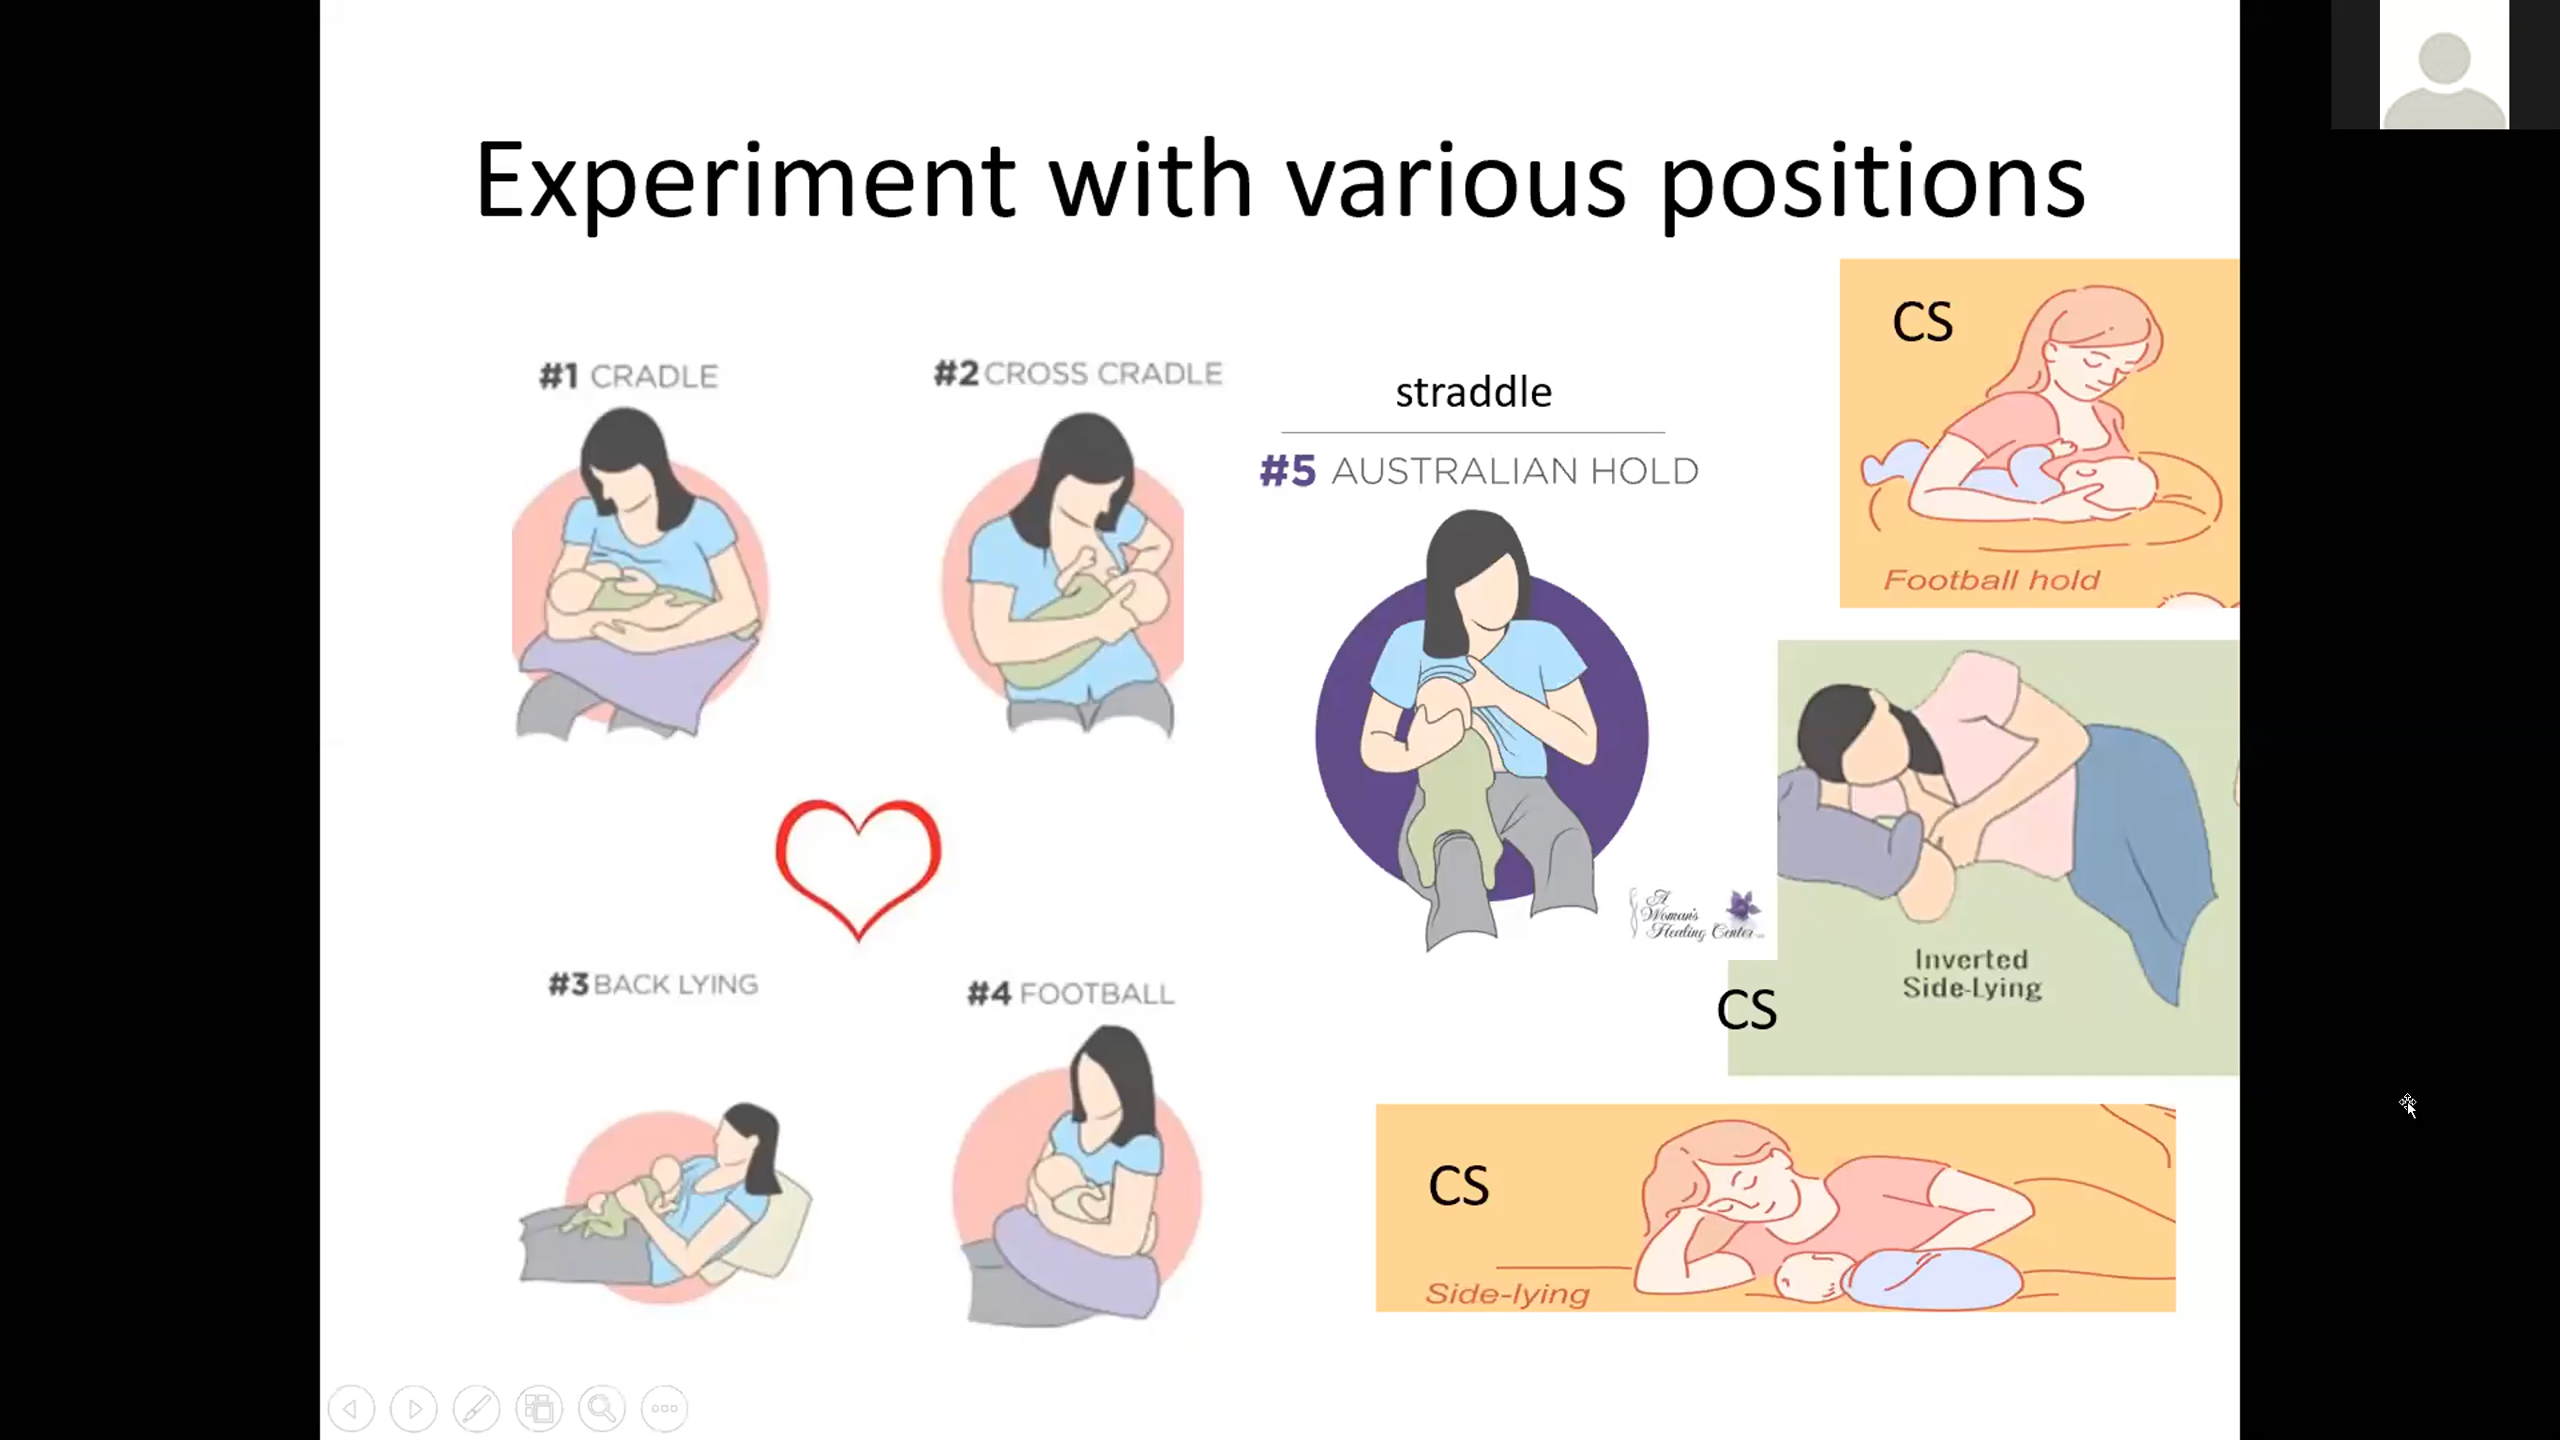 Experiment with various positions
#1 CRADLE
#2 CROSS CRADLE
straddle
#5 AUSTRALIAN HOLD
CS
Football hold
A
Woman's
Healing Center
Inverted
Side-Lying
CS
#3 BACK LYING
#4 FOOTBALL
CS
Side-lying